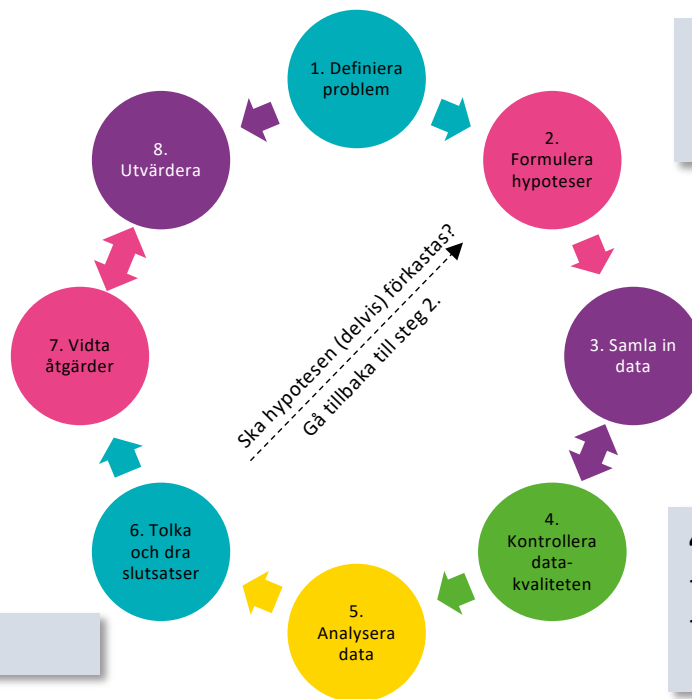 1. Definiera
problem
2.
Formulera
hypoteser
3. Samla in
data
4.
Kontrollera
data-
kvaliteten
5.
Analysera
data
6. Tolka
och dra
slutsatser
7. Vidta
åtgärder
8.
Utvärdera
Ska hypotesen (delvis) förkastas?
Gå tillbaka till steg 2.